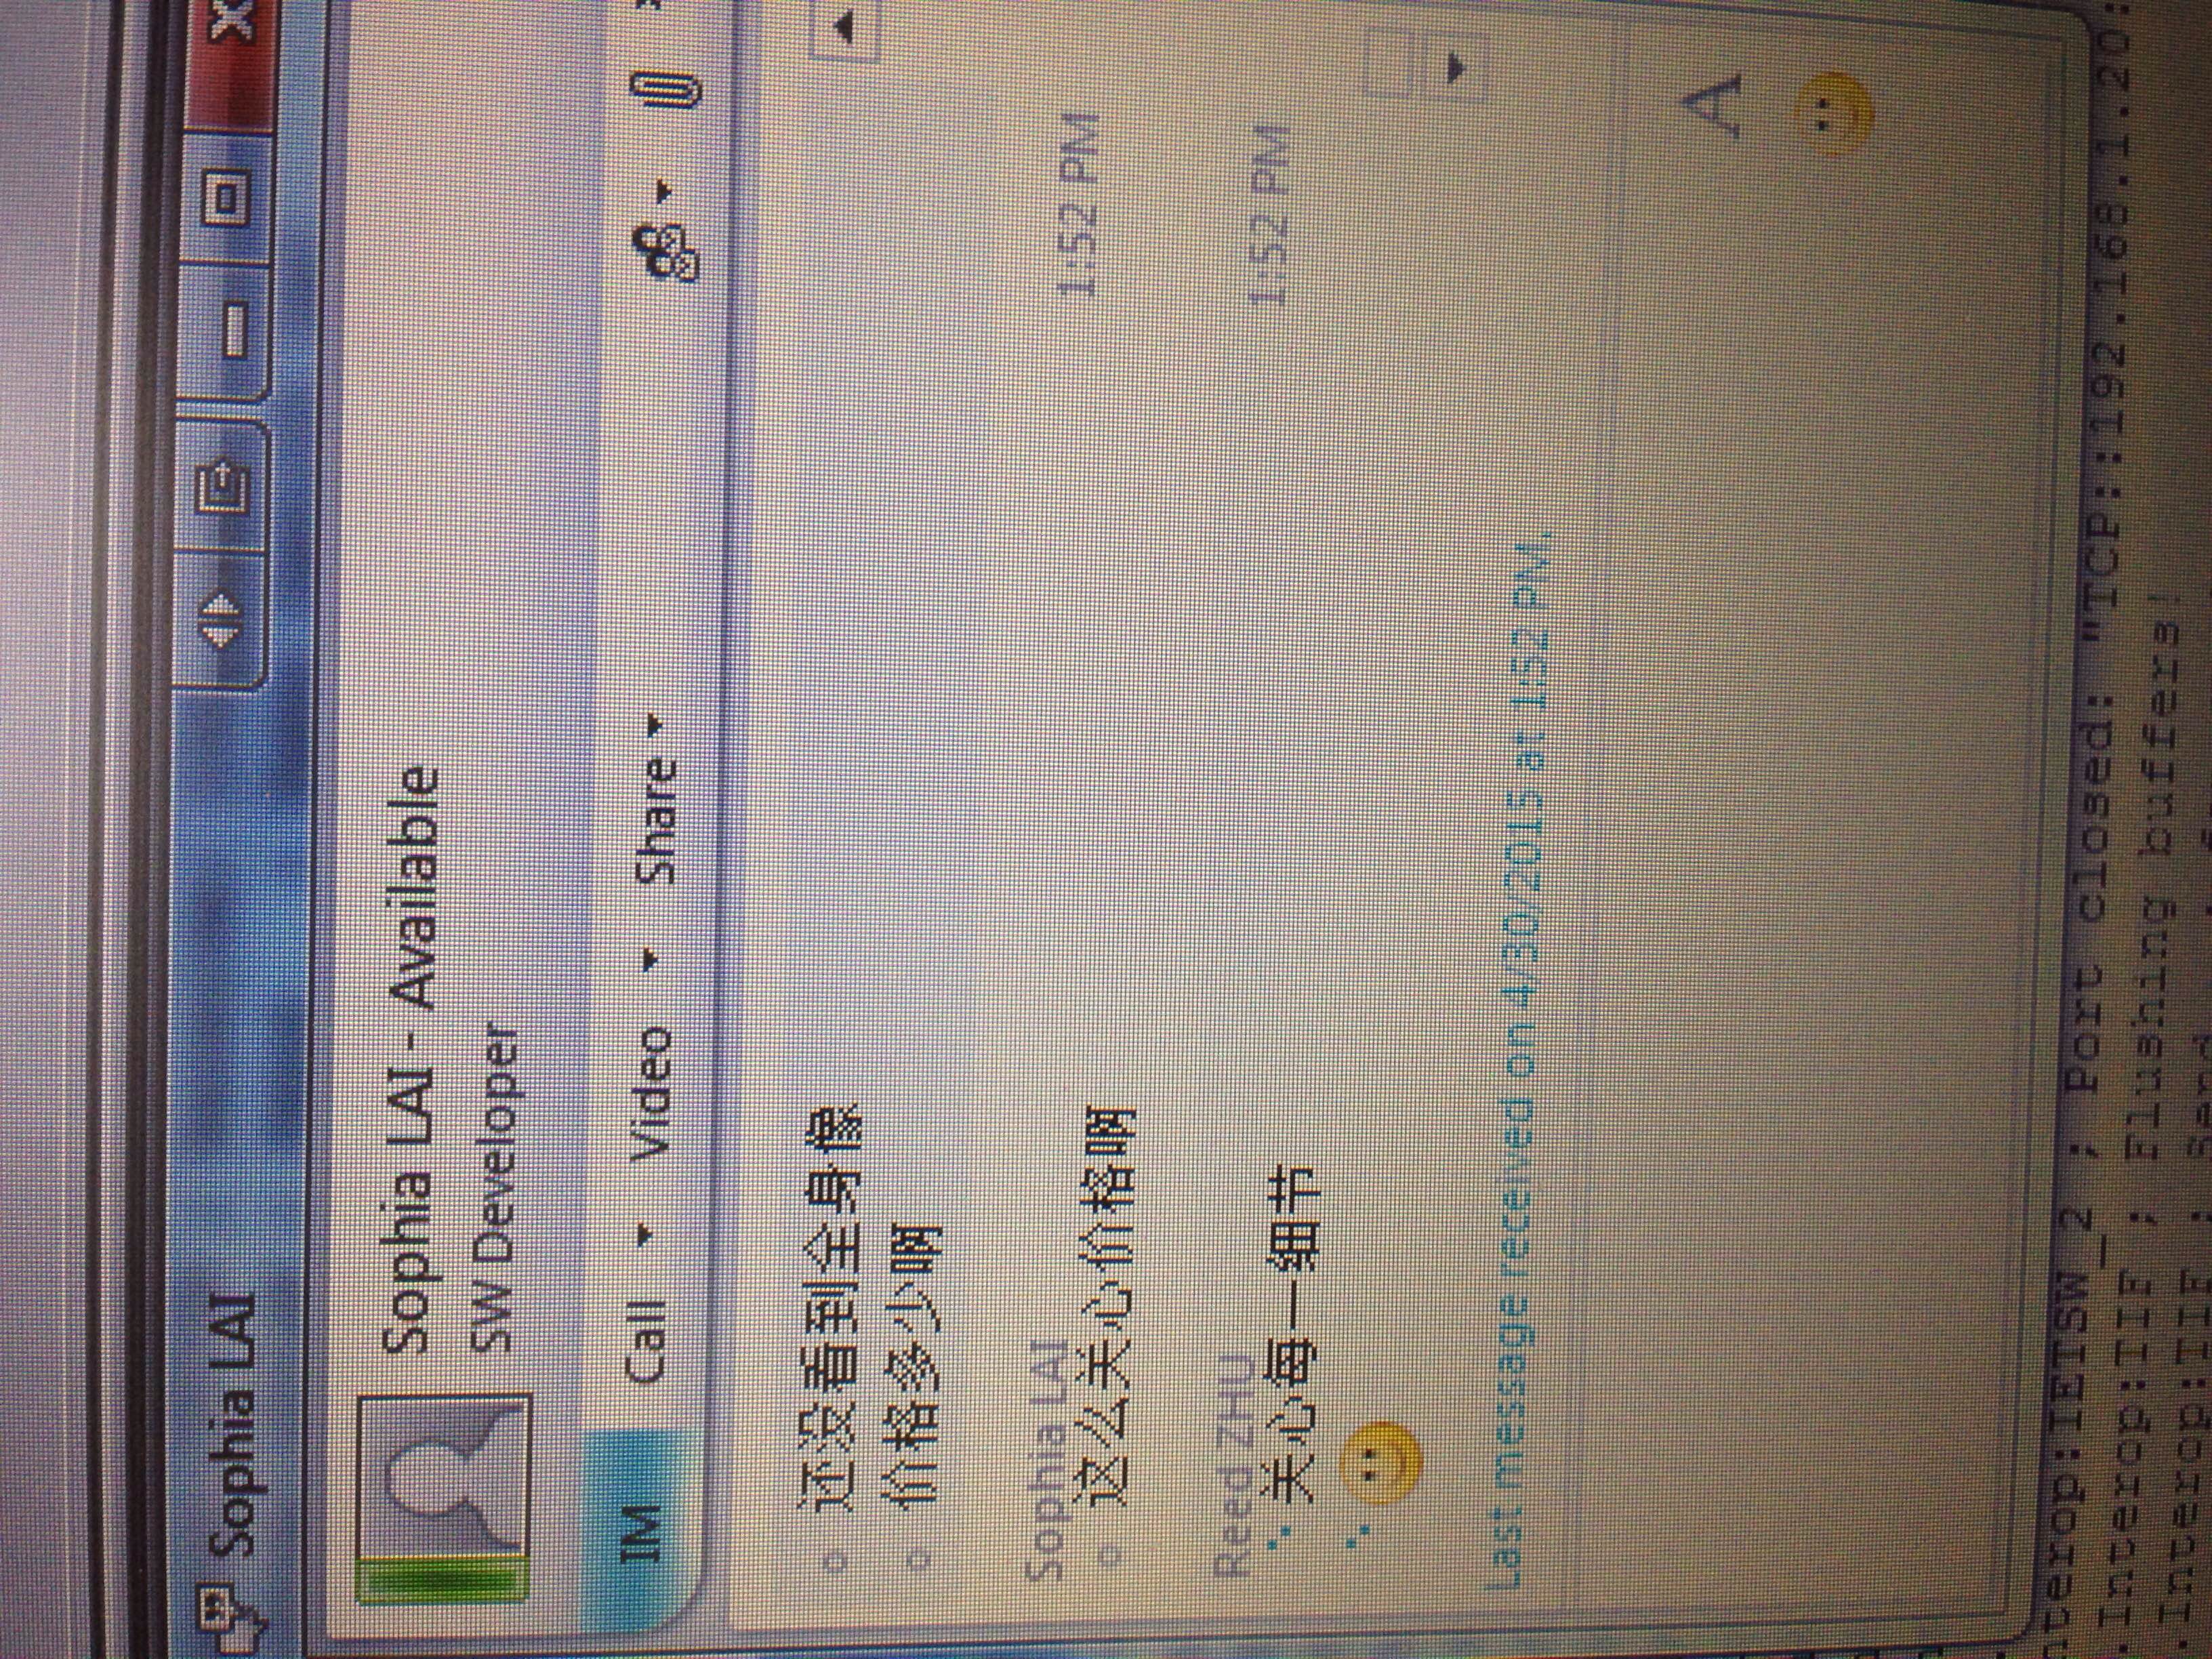 Sophia LAI
Sophia LAI - Available
SW Developer
IM Call Video Share
还没看到全身像
价格多少啊
Sophia LAI 1:52 PM
这么关心价格啊
Reed ZHU 1:52 PM
关心每一细节
Last message received on 4/30/2015 at 1:52 PM.
A
nterop:IETSW_2 ; Port closed: "TCP::192.168.1.20:
.Interop:TIF ; Flushing buffers!
.Interop:TIF ; Send